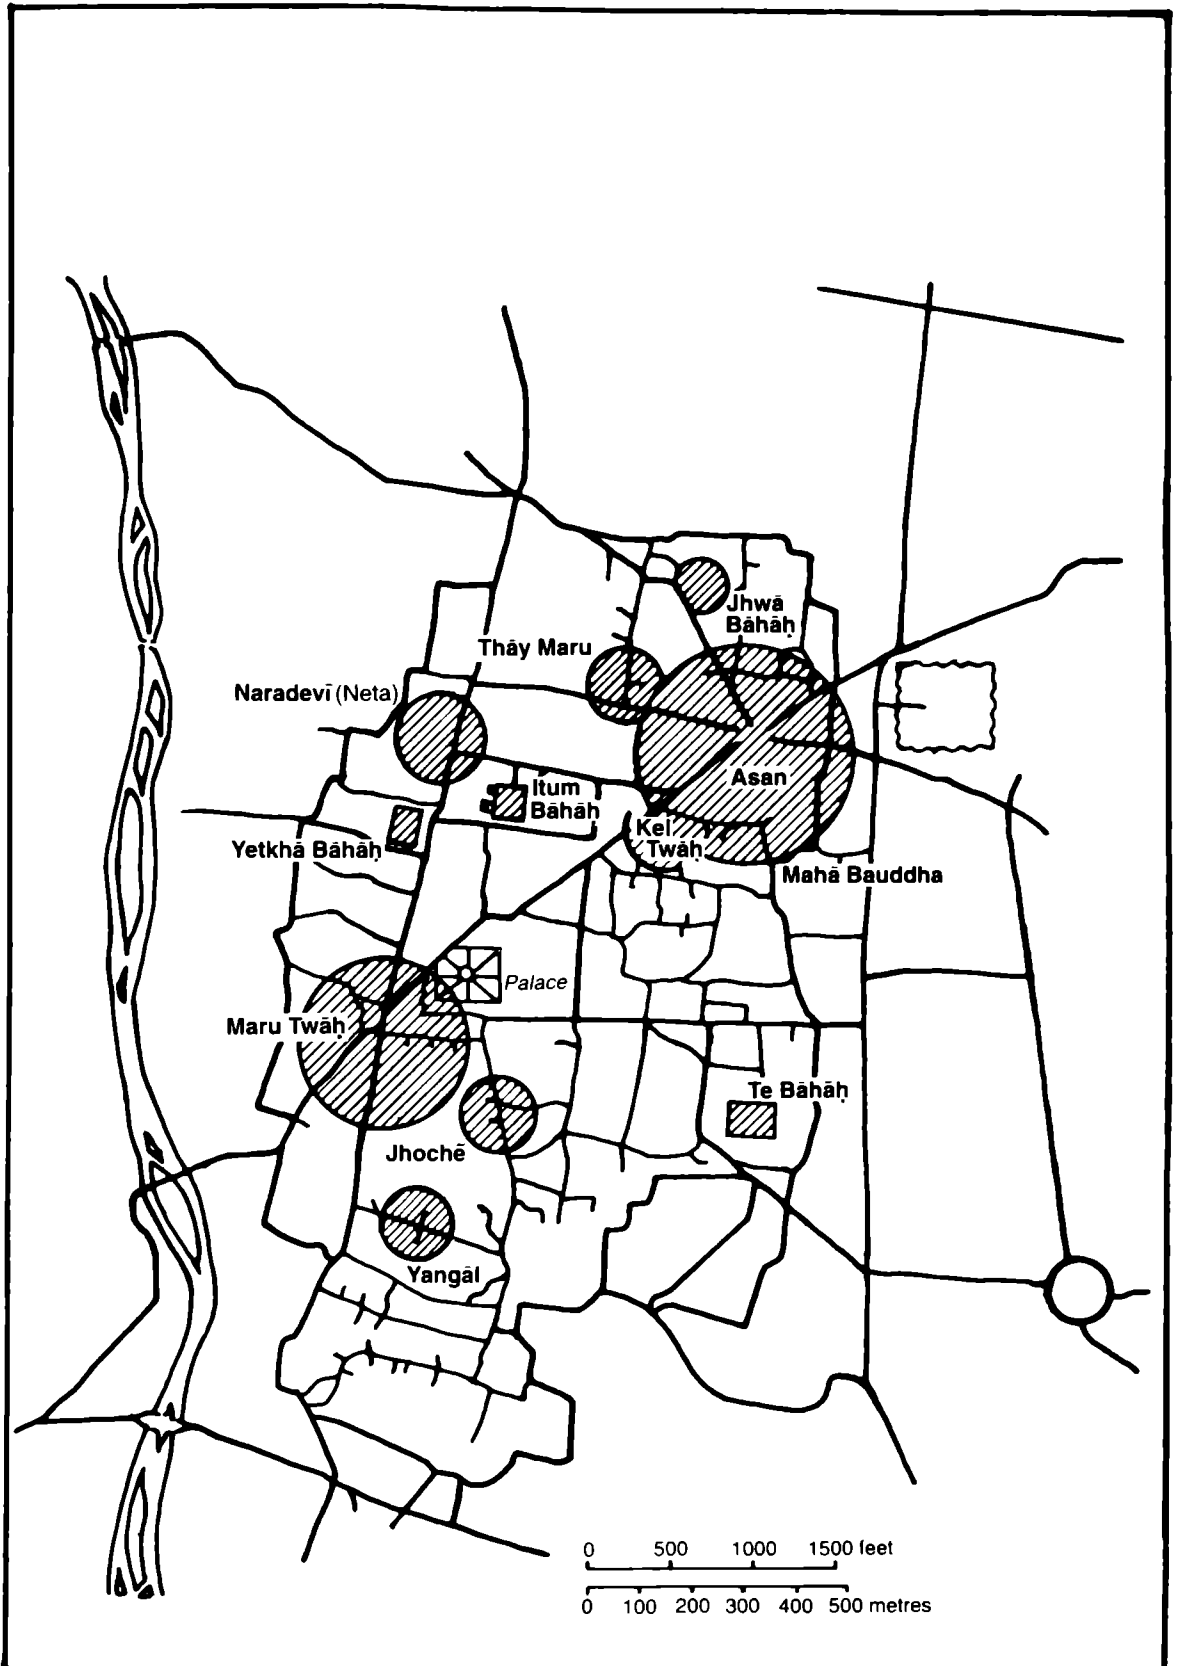 Jhwā
Bāhāḥ
Thāy Maru
Naradevī (Neta)
Asan
Itum
Bāhāḥ
Kel
Twāḥ
Yetkhā Bāhāḥ
Mahā Bauddha
Palace
Maru Twāḥ
Te Bāhāḥ
Jhochẽ
Yangāl
0 500 1000 1500 feet
0 100 200 300 400 500 metres